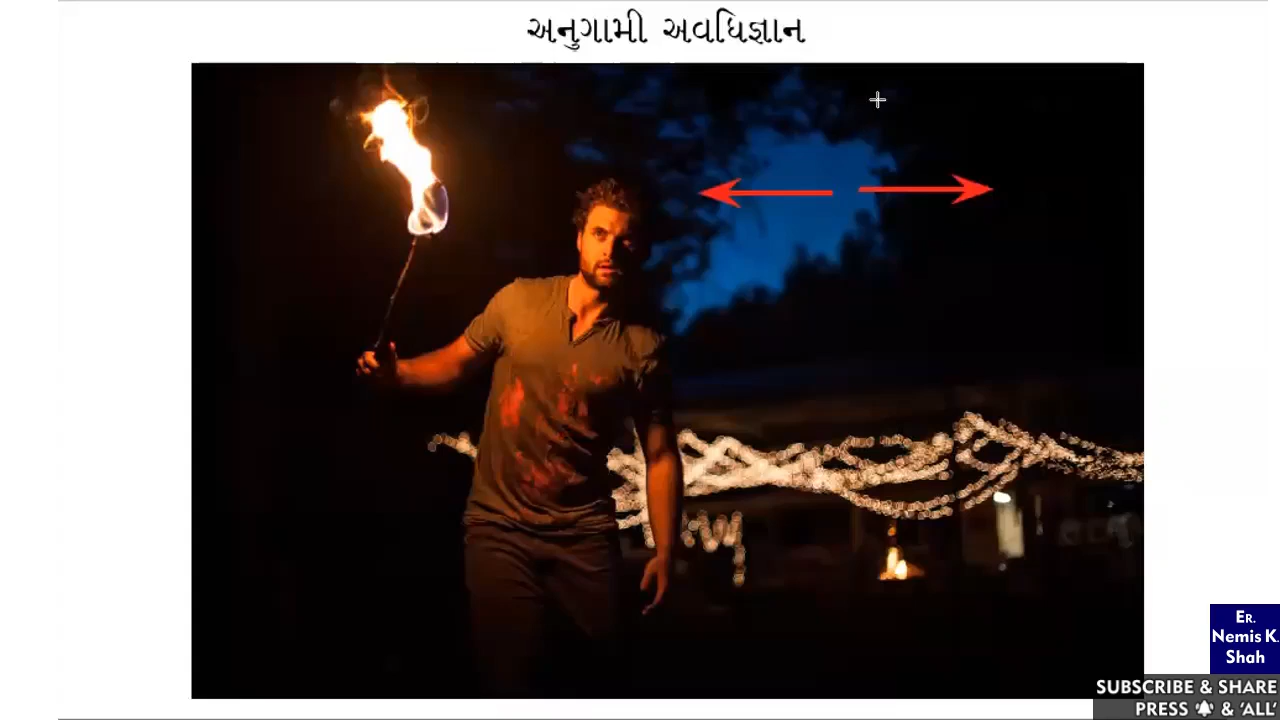 અનુગામી અવધિજ્ઞાન
ER.
Nemis K.
Shah
SUBSCRIBE & SHARE
PRESS & ‘ALL’